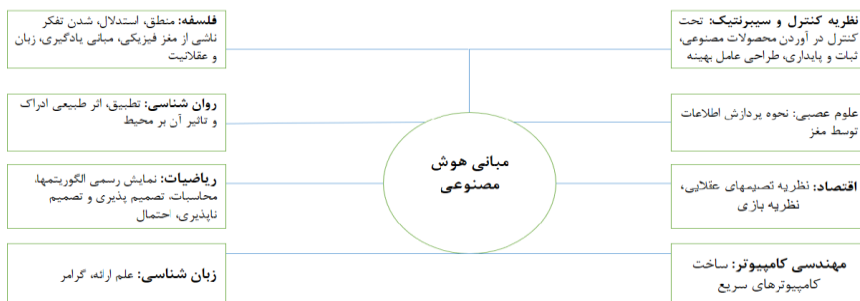 نظریه کنترل و سیبرنتیک: تحت
کنترل در آوردن محصولات مصنوعی،
ثبات و پایداری، طراحی عامل بهینه
فلسفه: منطق، استدلال، شدن تفکر
ناشی از مغز فیزیکی، مبانی یادگیری، زبان
و عقلانیت
علوم عصبی: نحوه پردازش اطلاعات
توسط مغز
روان شناسی: تطبیق، اثر طبیعی ادراک
و تاثیر آن بر محیط
مبانی هوش
مصنوعی
اقتصاد: نظریه تصیمهای عقلایی،
نظریه بازی
ریاضیات: نمایش رسمی الگوریتمها،
محاسبات، تصمیم پذیری و تصمیم
ناپذیری، احتمال
مهندسی کامپیوتر: ساخت
کامپیوترهای سریع
زبان شناسی: علم ارائه، گرامر